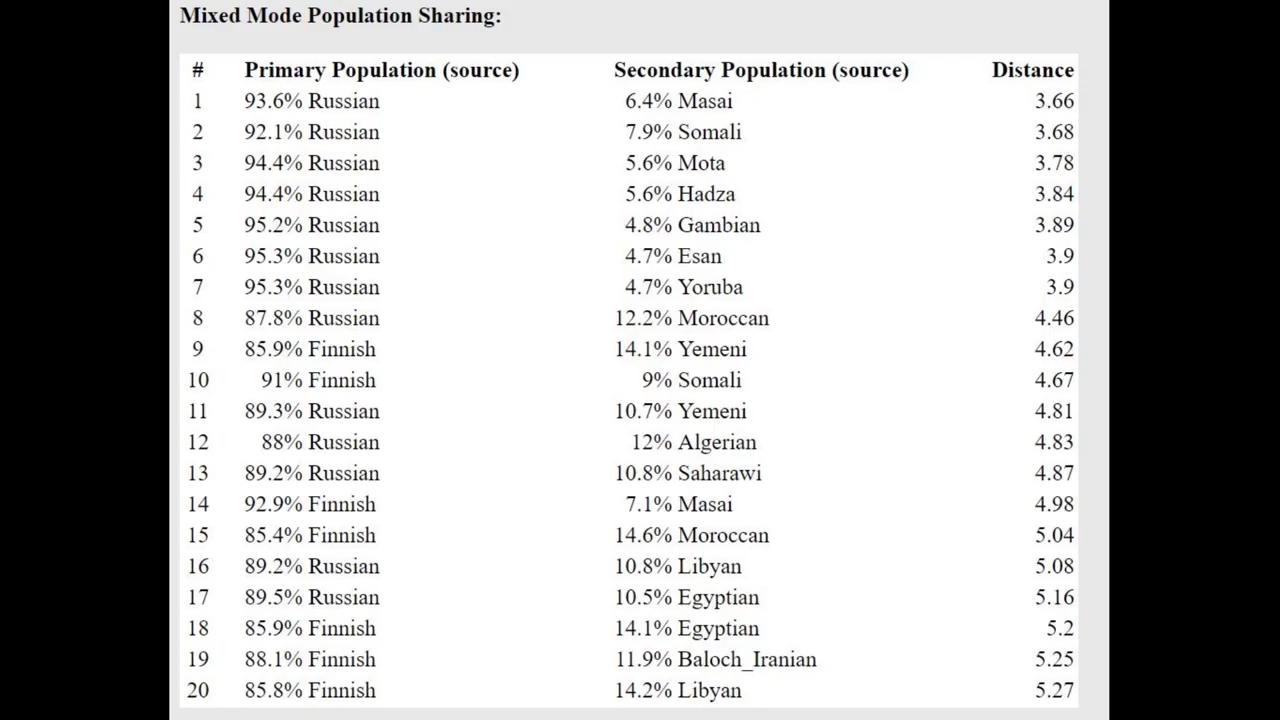 Mixed Mode Population Sharing:
# Primary Population (source) Secondary Population (source) Distance
1 93.6% Russian 6.4% Masai 3.66
2 92.1% Russian 7.9% Somali 3.68
3 94.4% Russian 5.6% Mota 3.78
4 94.4% Russian 5.6% Hadza 3.84
5 95.2% Russian 4.8% Gambian 3.89
6 95.3% Russian 4.7% Esan 3.9
7 95.3% Russian 4.7% Yoruba 3.9
8 87.8% Russian 12.2% Moroccan 4.46
9 85.9% Finnish 14.1% Yemeni 4.62
10 91% Finnish 9% Somali 4.67
11 89.3% Russian 10.7% Yemeni 4.81
12 88% Russian 12% Algerian 4.83
13 89.2% Russian 10.8% Saharawi 4.87
14 92.9% Finnish 7.1% Masai 4.98
15 85.4% Finnish 14.6% Moroccan 5.04
16 89.2% Russian 10.8% Libyan 5.08
17 89.5% Russian 10.5% Egyptian 5.16
18 85.9% Finnish 14.1% Egyptian 5.2
19 88.1% Finnish 11.9% Baloch_Iranian 5.25
20 85.8% Finnish 14.2% Libyan 5.27